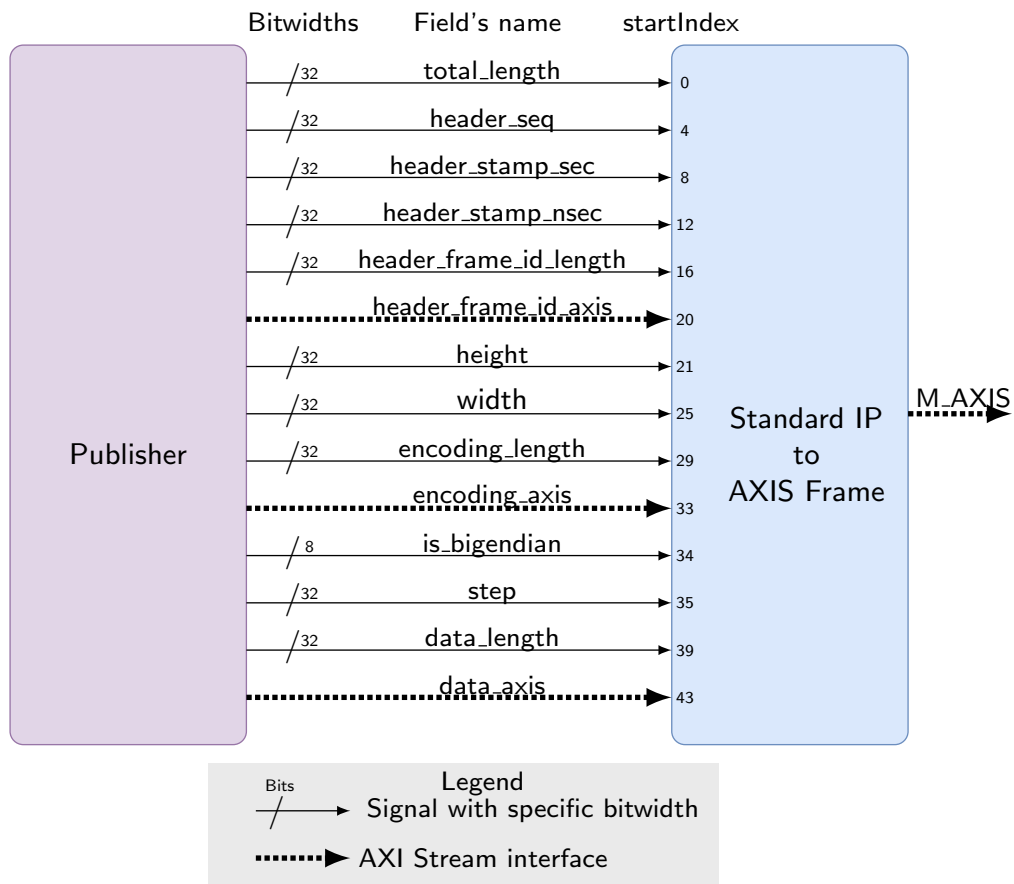 Bitwidths Field's name startIndex
32 total_length 0
32 header_seq 4
32 header_stamp_sec 8
32 header_stamp_nsec 12
32 header_frame_id_length 16
header_frame_id_axis 20
32 height 21
32 width 25
32 encoding_length 29
encoding_axis 33
8 is_bigendian 34
32 step 35
32 data_length 39
data_axis 43
Publisher
Standard IP
to
AXIS Frame
M_AXIS
Legend
Bits
Signal with specific bitwidth
AXI Stream interface